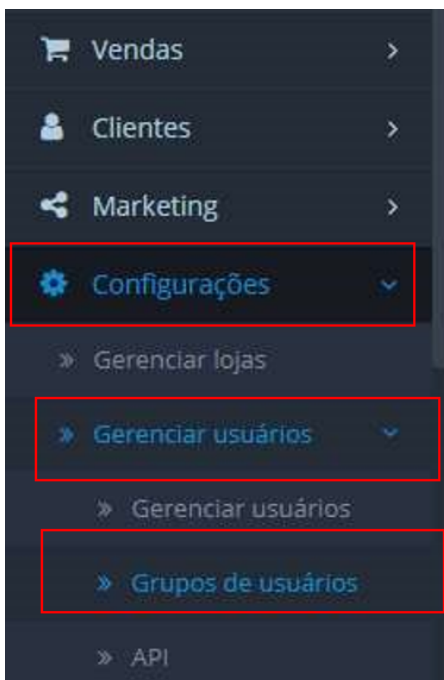 Vendas
Clientes
Marketing
Configurações
Gerenciar lojas
Gerenciar usuários
Gerenciar usuários
Grupos de usuários
API